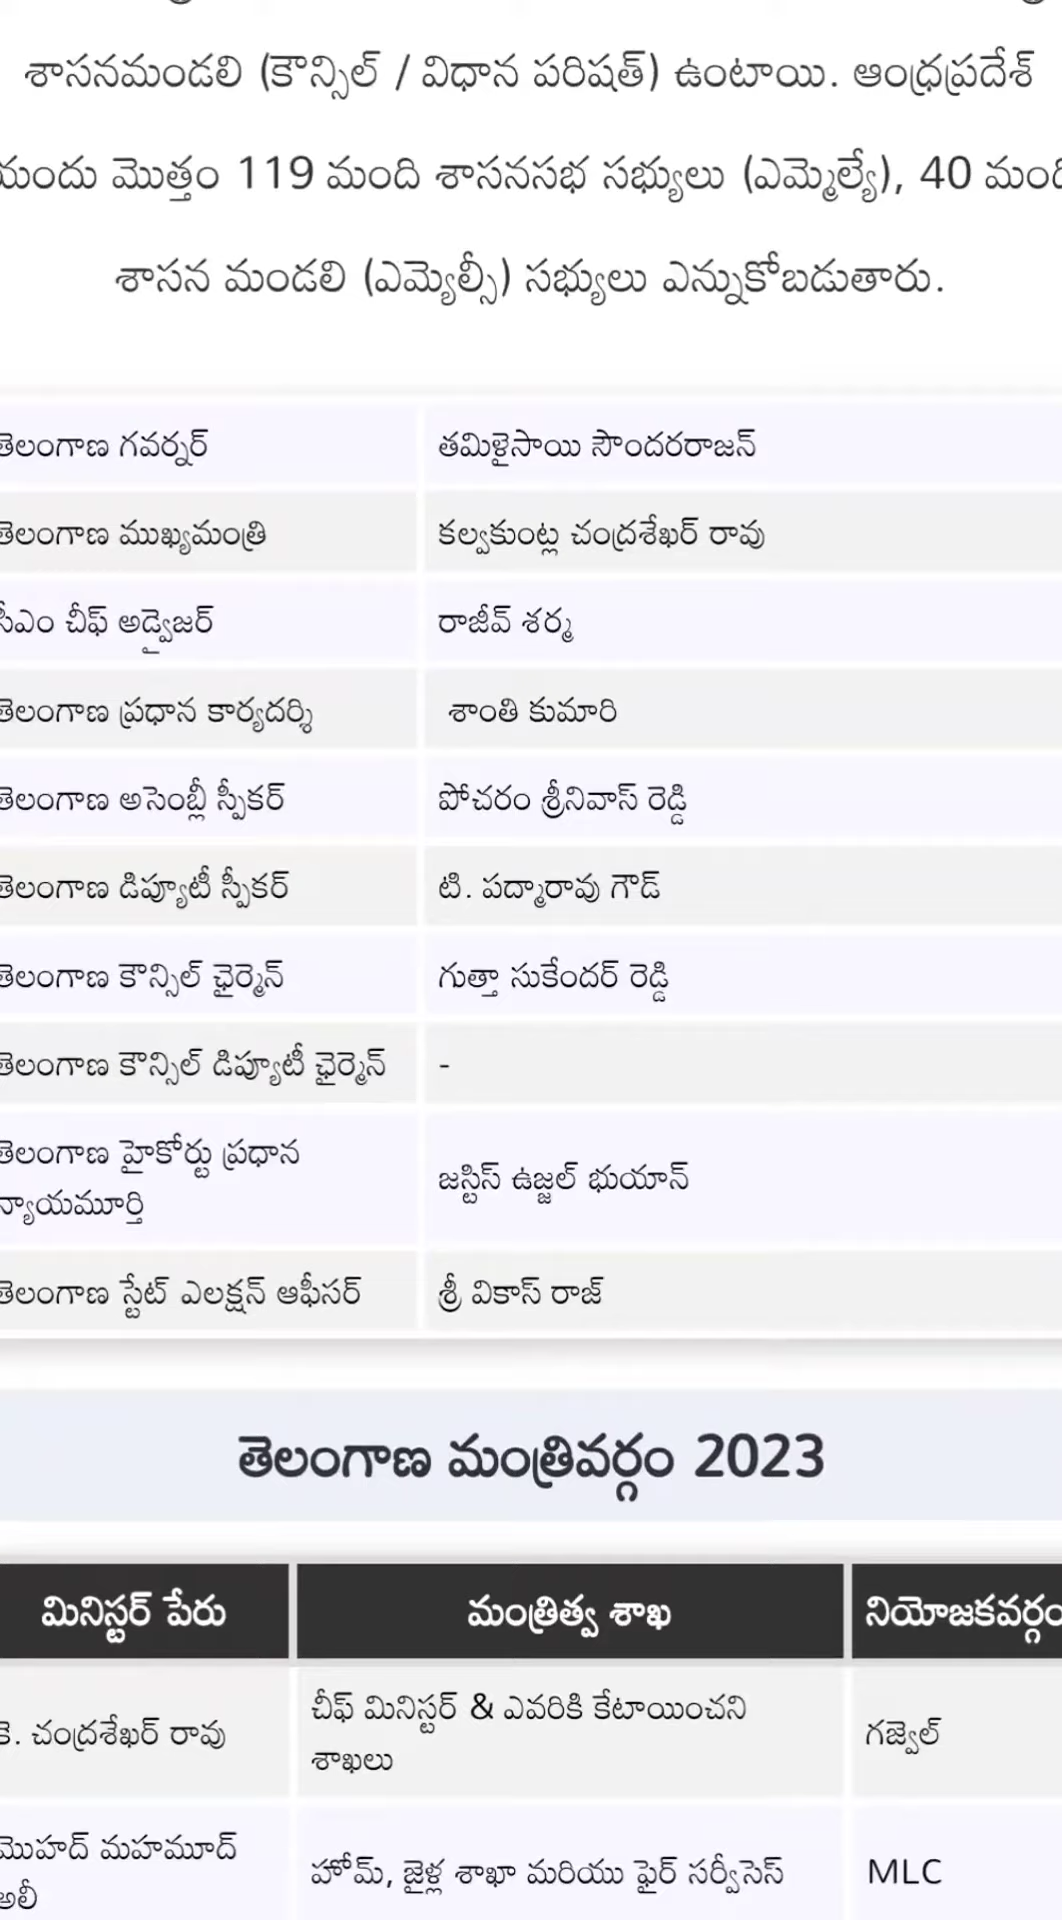 శాసనమండలి (కౌన్సిల్ / విధాన పరిషత్) ఉంటాయి. ఆంధ్రప్రదేశ్
యందు మొత్తం 119 మంది శాసనసభ సభ్యులు (ఎమ్మెల్యే), 40 మంది
శాసన మండలి (ఎమ్యెల్సీ) సభ్యులు ఎన్నుకోబడుతారు.
తెలంగాణ గవర్నర్ తమిళైసాయి సౌందరరాజన్
తెలంగాణ ముఖ్యమంత్రి కల్వకుంట్ల చంద్రశేఖర్ రావు
సీఎం చీఫ్ అడ్వైజర్ రాజీవ్ శర్మ
తెలంగాణ ప్రధాన కార్యదర్శి శాంతి కుమారి
తెలంగాణ అసెంబ్లీ స్పీకర్ పోచరం శ్రీనివాస్ రెడ్డి
తెలంగాణ డిప్యూటీ స్పీకర్ టి. పద్మారావు గౌడ్
తెలంగాణ కౌన్సిల్ ఛైర్మెన్ గుత్తా సుకేందర్ రెడ్డి
తెలంగాణ కౌన్సిల్ డిప్యూటీ ఛైర్మెన్ -
తెలంగాణ హైకోర్టు ప్రధాన
న్యాయమూర్తి జస్టిస్ ఉజ్జల్ భుయాన్
తెలంగాణ స్టేట్ ఎలక్షన్ ఆఫీసర్ శ్రీ వికాస్ రాజ్
తెలంగాణ మంత్రివర్గం 2023
మినిస్టర్ పేరు మంత్రిత్వ శాఖ నియోజకవర్గం
కె. చంద్రశేఖర్ రావు చీఫ్ మినిస్టర్ & ఎవరికి కేటాయించని
శాఖలు గజ్వెల్
మొహద్ మహమూద్
అలీ హోమ్, జైళ్ల శాఖా మరియు ఫైర్ సర్వీసెస్ MLC